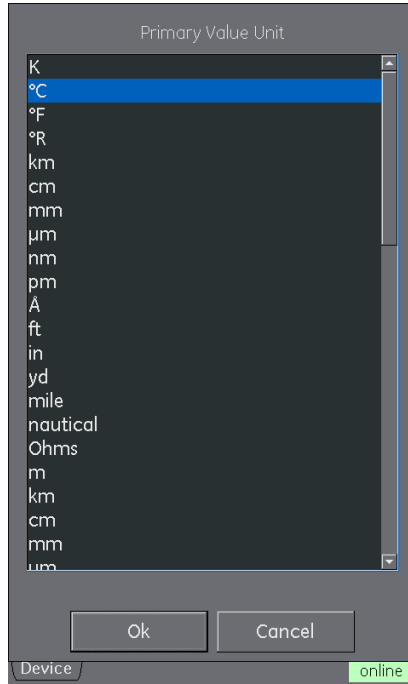 Primary Value Unit
K
°C
°F
°R
km
cm
mm
µm
nm
pm
Å
ft
in
yd
mile
nautical
Ohms
m
km
cm
mm
um
Ok
Cancel
Device
online